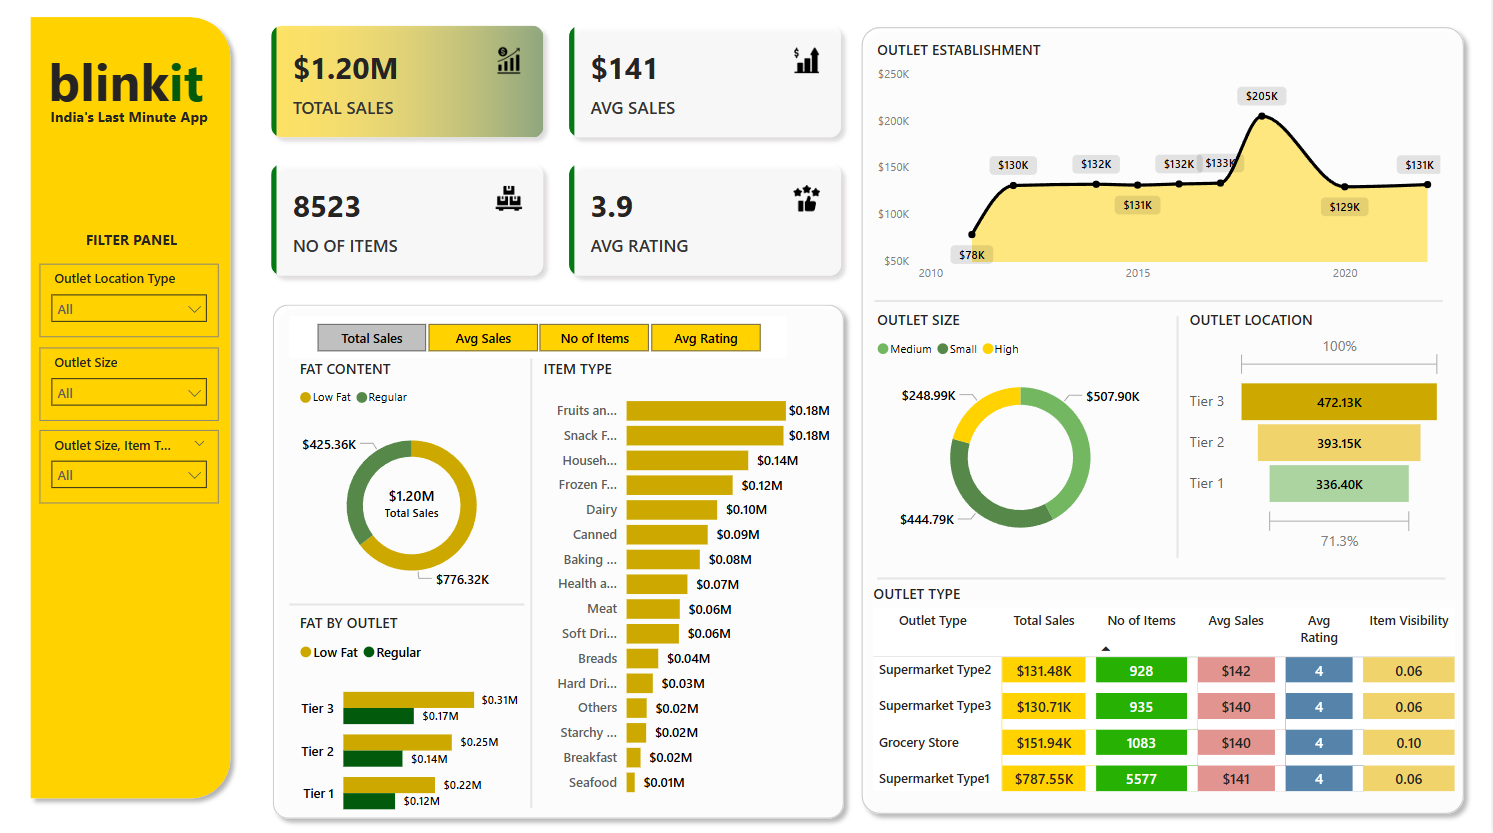 blinkit
India's Last Minute App
FILTER PANEL
Outlet Location Type
All
Outlet Size
All
Outlet Size, Item T...
All
$1.20M
TOTAL SALES
$141
AVG SALES
8523
NO OF ITEMS
3.9
AVG RATING
Total Sales Avg Sales No of Items Avg Rating
FAT CONTENT
Low Fat Regular
$425.36K
$1.20M
Total Sales
$776.32K
FAT BY OUTLET
Low Fat Regular
Tier 3 $0.31M
$0.17M
Tier 2 $0.25M
$0.14M
Tier 1 $0.22M
$0.12M
ITEM TYPE
Fruits an... $0.18M
Snack F... $0.18M
Househ... $0.14M
Frozen F... $0.12M
Dairy $0.10M
Canned $0.09M
Baking ... $0.08M
Health a... $0.07M
Meat $0.06M
Soft Dri... $0.06M
Breads $0.04M
Hard Dri... $0.03M
Others $0.02M
Starchy ... $0.02M
Breakfast $0.02M
Seafood $0.01M
OUTLET ESTABLISHMENT
$250K
$200K
$150K
$100K
$50K
$78K
$130K
$132K
$131K
$132K
$133K
$205K
$129K
$131K
2010 2015 2020
OUTLET SIZE
Medium Small High
$248.99K
$507.90K
$444.79K
OUTLET LOCATION
100%
Tier 3 472.13K
Tier 2 393.15K
Tier 1 336.40K
71.3%
OUTLET TYPE
Outlet Type Total Sales No of Items Avg Sales Avg Rating Item Visibility
Supermarket Type2 $131.48K 928 $142 4 0.06
Supermarket Type3 $130.71K 935 $140 4 0.06
Grocery Store $151.94K 1083 $140 4 0.10
Supermarket Type1 $787.55K 5577 $141 4 0.06